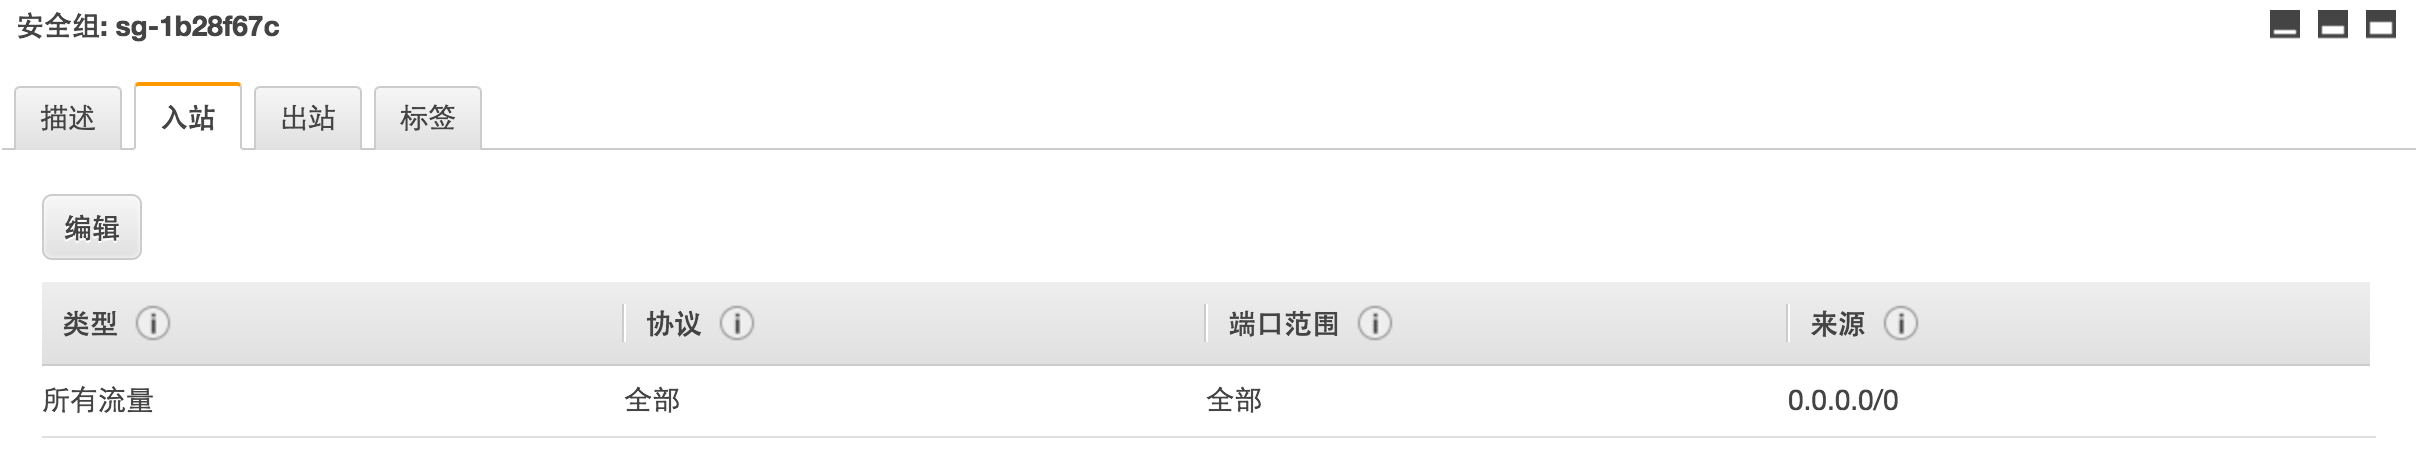 安全组: sg-1b28f67c
描述 入站 出站 标签
编辑
类型 协议 端口范围 来源
所有流量 全部 全部 0.0.0.0/0